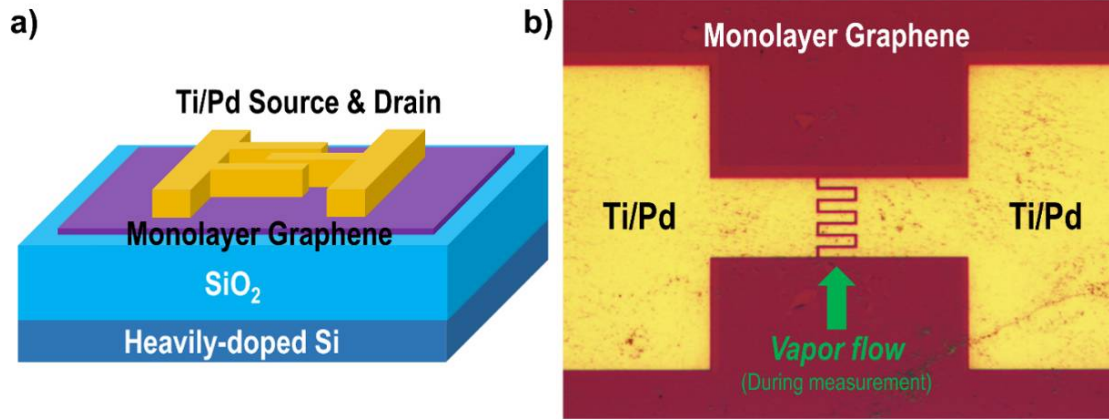 a)
Ti/Pd Source & Drain
Monolayer Graphene
SiO₂
Heavily-doped Si
b)
Monolayer Graphene
Ti/Pd
Ti/Pd
Vapor flow
(During measurement)